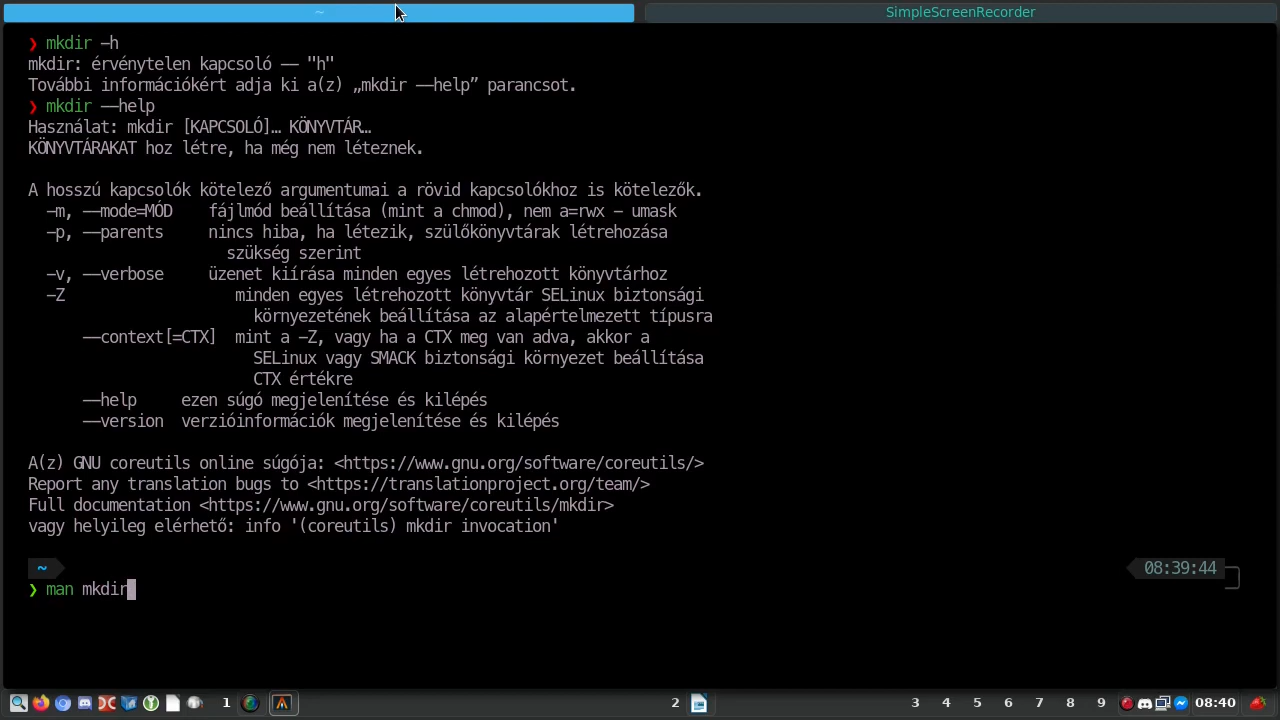 ~ SimpleScreenRecorder
❯ mkdir -h
mkdir: érvénytelen kapcsoló -- "h"
További információkért adja ki a(z) „mkdir --help” parancsot.
❯ mkdir --help
Használat: mkdir [KAPCSOLÓ]… KÖNYVTÁR…
KÖNYVTÁRAKAT hoz létre, ha még nem léteznek.
A hosszú kapcsolók kötelező argumentumai a rövid kapcsolókhoz is kötelezők.
-m, --mode=MÓD fájlmód beállítása (mint a chmod), nem a=rwx - umask
-p, --parents nincs hiba, ha létezik, szülőkönyvtárak létrehozása
szükség szerint
-v, --verbose üzenet kiírása minden egyes létrehozott könyvtárhoz
-Z minden egyes létrehozott könyvtár SELinux biztonsági
környezetének beállítása az alapértelmezett típusra
--context[=CTX] mint a -Z, vagy ha a CTX meg van adva, akkor a
SELinux vagy SMACK biztonsági környezet beállítása
CTX értékre
--help ezen súgó megjelenítése és kilépés
--version verzióinformációk megjelenítése és kilépés
A(z) GNU coreutils online súgója: <https://www.gnu.org/software/coreutils/>
Report any translation bugs to <https://translationproject.org/team/>
Full documentation <https://www.gnu.org/software/coreutils/mkdir>
vagy helyileg elérhető: info '(coreutils) mkdir invocation'
~ 08:39:44
❯ man mkdir
1 2 3 4 5 6 7 8 9 08:40